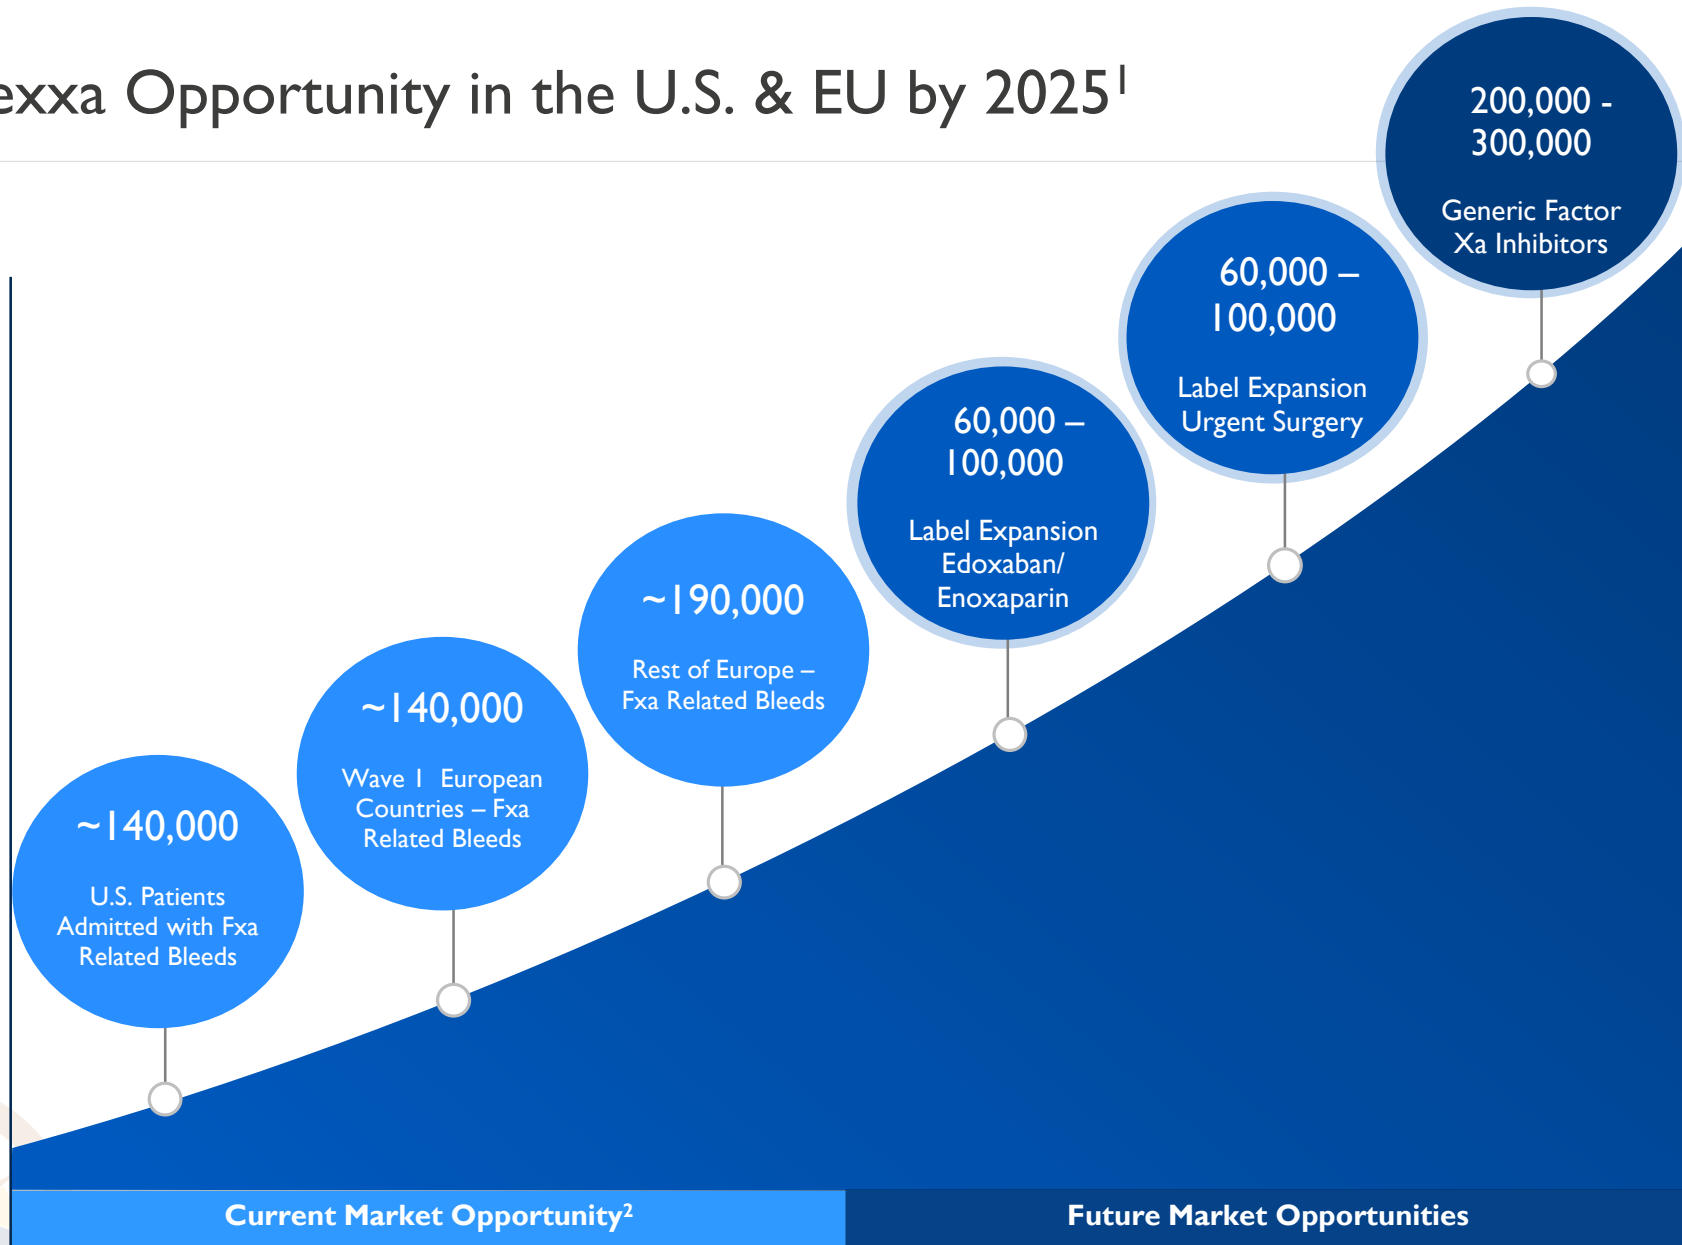 exxa Opportunity in the U.S. & EU by 2025¹
200,000 -
300,000
Generic Factor
Xa Inhibitors
60,000 –
100,000
Label Expansion
Urgent Surgery
60,000 –
100,000
Label Expansion
Edoxaban/
Enoxaparin
~190,000
Rest of Europe –
Fxa Related Bleeds
~140,000
Wave 1 European
Countries – Fxa
Related Bleeds
~140,000
U.S. Patients
Admitted with Fxa
Related Bleeds
Current Market Opportunity²
Future Market Opportunities